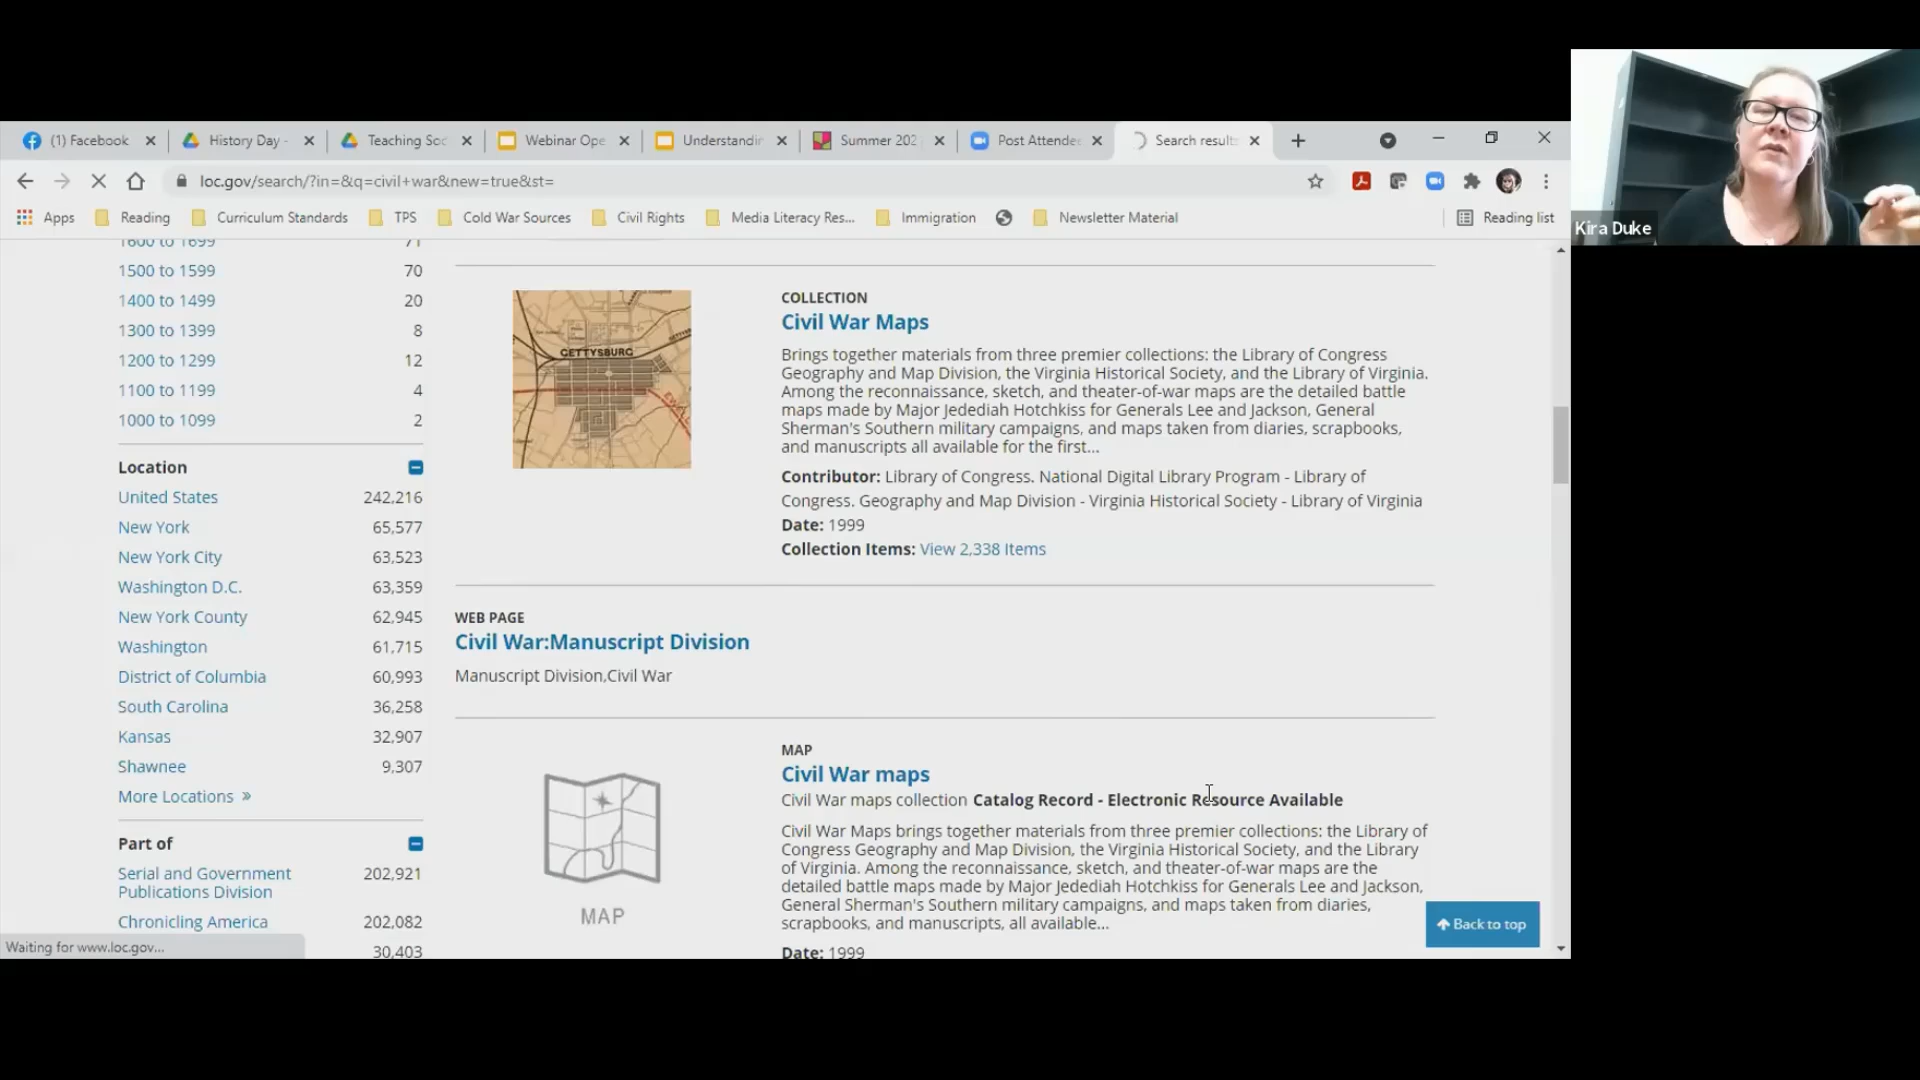 (1) Facebook
History Day -
Teaching Soc
Webinar Ope
Understandin
Summer 202
Post Attende
Search results
loc.gov/search/?in=&q=civil+war&new=true&st=
Apps
Reading
Curriculum Standards
TPS
Cold War Sources
Civil Rights
Media Literacy Res...
Immigration
Newsletter Material
Reading list
Kira Duke
1600 to 1699 71
1500 to 1599 70
1400 to 1499 20
1300 to 1399 8
1200 to 1299 12
1100 to 1199 4
1000 to 1099 2
Location
United States 242,216
New York 65,577
New York City 63,523
Washington D.C. 63,359
New York County 62,945
Washington 61,715
District of Columbia 60,993
South Carolina 36,258
Kansas 32,907
Shawnee 9,307
More Locations »
Part of
Serial and Government
Publications Division 202,921
Chronicling America 202,082
30,403
Waiting for www.loc.gov...
GETTYSBURG
COLLECTION
Civil War Maps
Brings together materials from three premier collections: the Library of Congress
Geography and Map Division, the Virginia Historical Society, and the Library of Virginia.
Among the reconnaissance, sketch, and theater-of-war maps are the detailed battle
maps made by Major Jedediah Hotchkiss for Generals Lee and Jackson, General
Sherman's Southern military campaigns, and maps taken from diaries, scrapbooks,
and manuscripts all available for the first...
Contributor: Library of Congress. National Digital Library Program - Library of
Congress. Geography and Map Division - Virginia Historical Society - Library of Virginia
Date: 1999
Collection Items: View 2,338 Items
WEB PAGE
Civil War:Manuscript Division
Manuscript Division,Civil War
MAP
MAP
Civil War maps
Civil War maps collection Catalog Record - Electronic Resource Available
Civil War Maps brings together materials from three premier collections: the Library of
Congress Geography and Map Division, the Virginia Historical Society, and the Library
of Virginia. Among the reconnaissance, sketch, and theater-of-war maps are the
detailed battle maps made by Major Jedediah Hotchkiss for Generals Lee and Jackson,
General Sherman's Southern military campaigns, and maps taken from diaries,
scrapbooks, and manuscripts, all available...
Date: 1999
Back to top